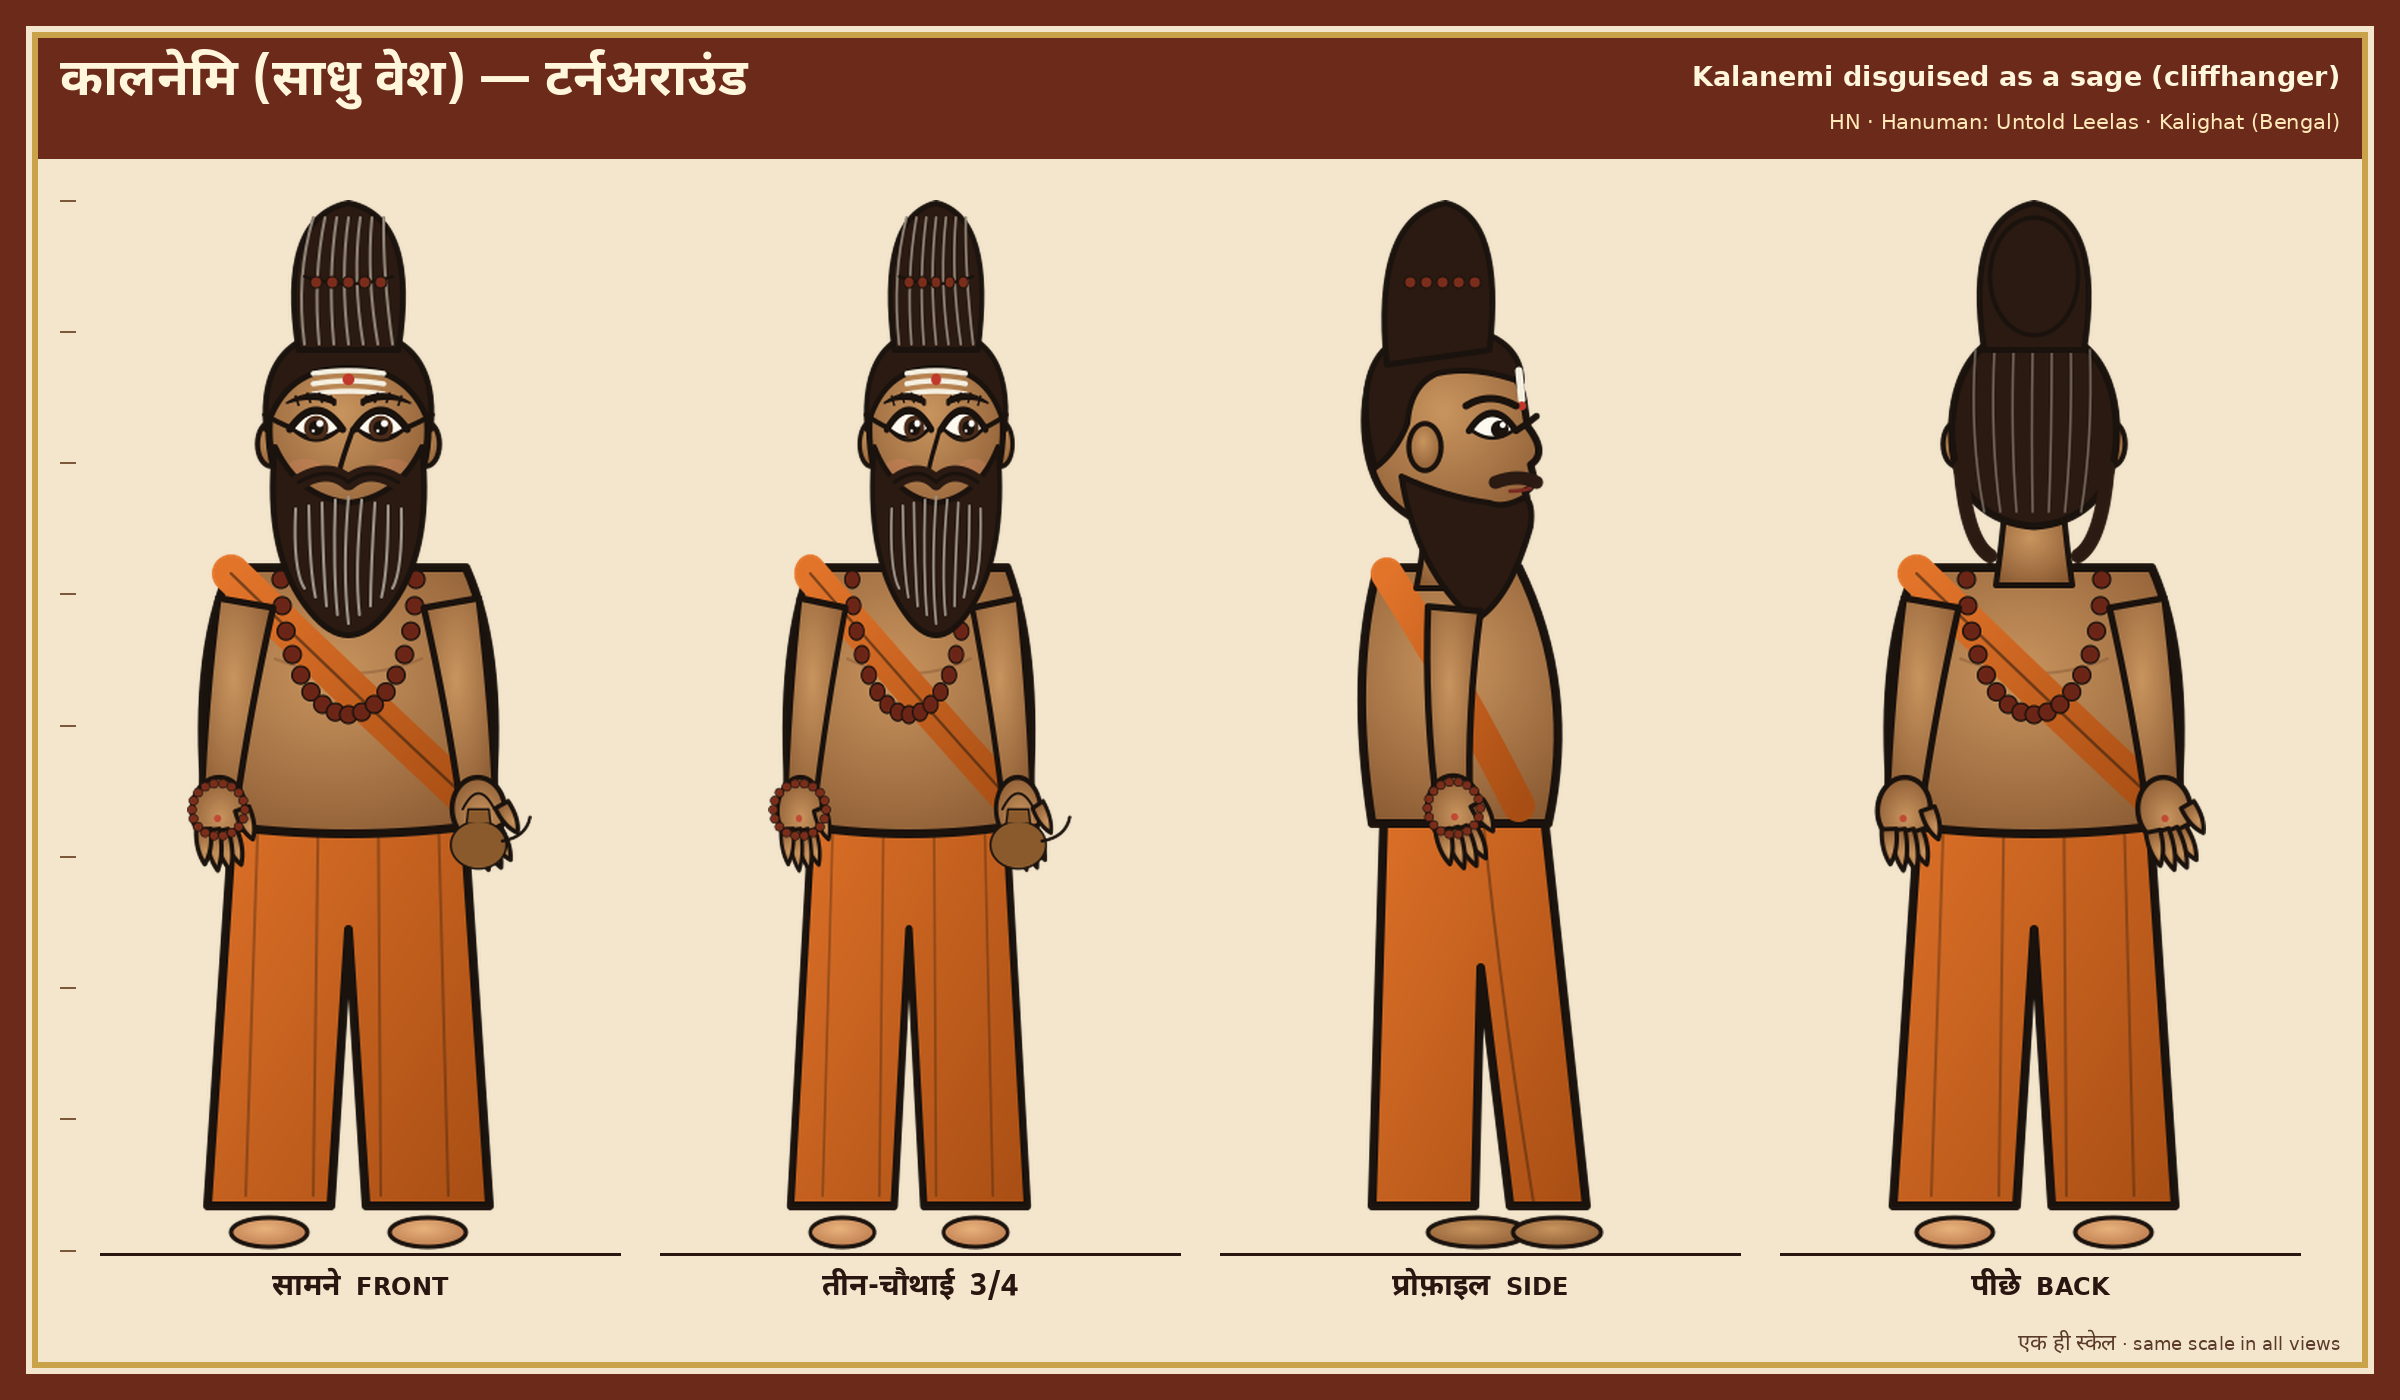 कालनेमि (साधु वेश) — टर्नअराउंड
Kalanemi disguised as a sage (cliffhanger)
HN · Hanuman: Untold Leelas · Kalighat (Bengal)
सामने FRONT
तीन-चौथाई 3/4
प्रोफ़ाइल SIDE
पीछे BACK
एक ही स्केल · same scale in all views